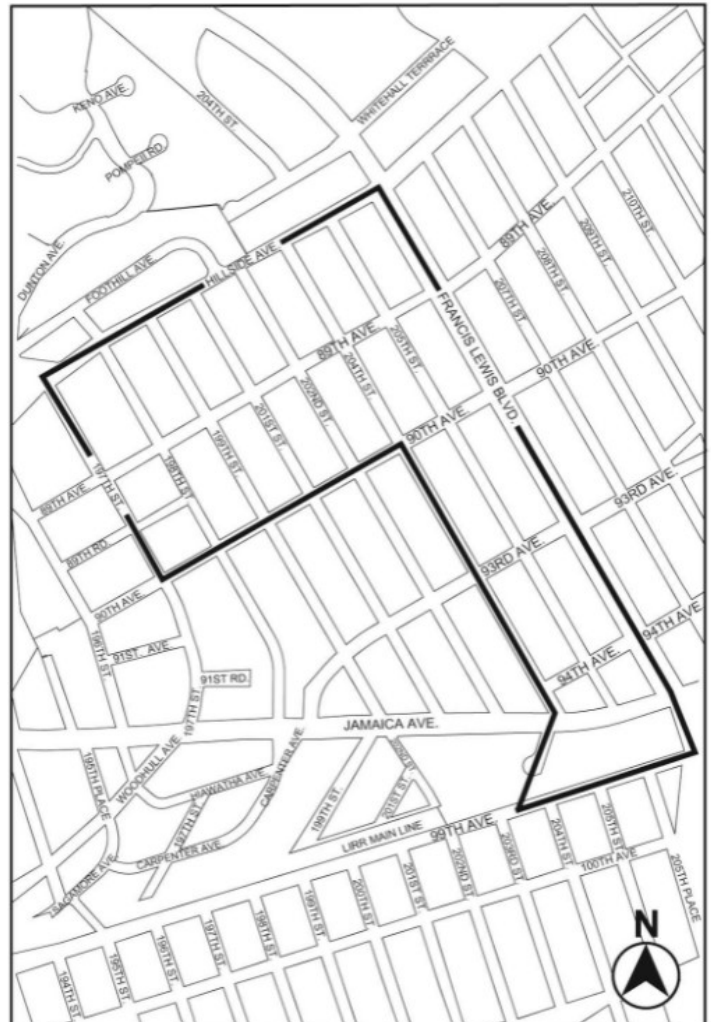 KENO AVE.
204TH ST.
WHITEHALL TERRRACE
POMPEII RD.
DUNTON AVE.
FOOTHILL AVE.
HILLSIDE AVE.
89TH AVE.
210TH ST.
209TH ST.
208TH ST.
207TH ST.
FRANCIS LEWIS BLVD.
89TH AVE.
205TH ST.
204TH ST.
202ND ST.
201ST ST.
199TH ST.
198TH ST.
197TH ST.
90TH AVE.
90TH AVE.
89TH AVE.
89TH RD.
90TH AVE.
93RD AVE.
93RD AVE.
94TH AVE.
94TH AVE.
196TH ST.
91ST. AVE.
91ST RD.
197TH ST.
JAMAICA AVE.
195TH PLACE
WOODHULL AVE.
HIAWATHA AVE.
CARPENTER AVE.
197TH ST.
CARPENTER AVE.
199TH ST.
202ND ST.
201ST ST.
LIRR MAIN LINE
99TH AVE.
203RD ST.
204TH ST.
205TH ST.
100TH AVE
205TH PLACE
202ND ST.
201ST ST.
200TH ST.
199TH ST.
198TH ST.
197TH ST.
196TH ST.
195TH ST.
194TH ST.
N